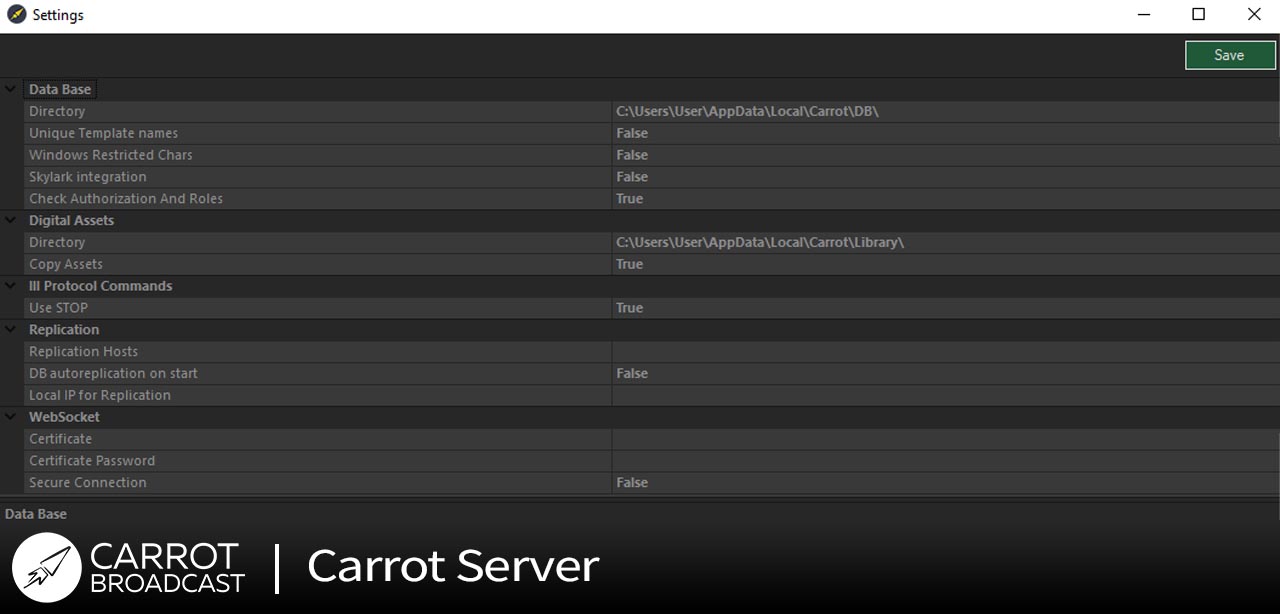 Settings
Save
Data Base
Directory C:\Users\User\AppData\Local\Carrot\DB\
Unique Template names False
Windows Restricted Chars False
Skylark integration False
Check Authorization And Roles True
Digital Assets
Directory C:\Users\User\AppData\Local\Carrot\Library\
Copy Assets True
III Protocol Commands
Use STOP True
Replication
Replication Hosts
DB autoreplication on start False
Local IP for Replication
WebSocket
Certificate
Certificate Password
Secure Connection False
Data Base
CARROT
BROADCAST
Carrot Server